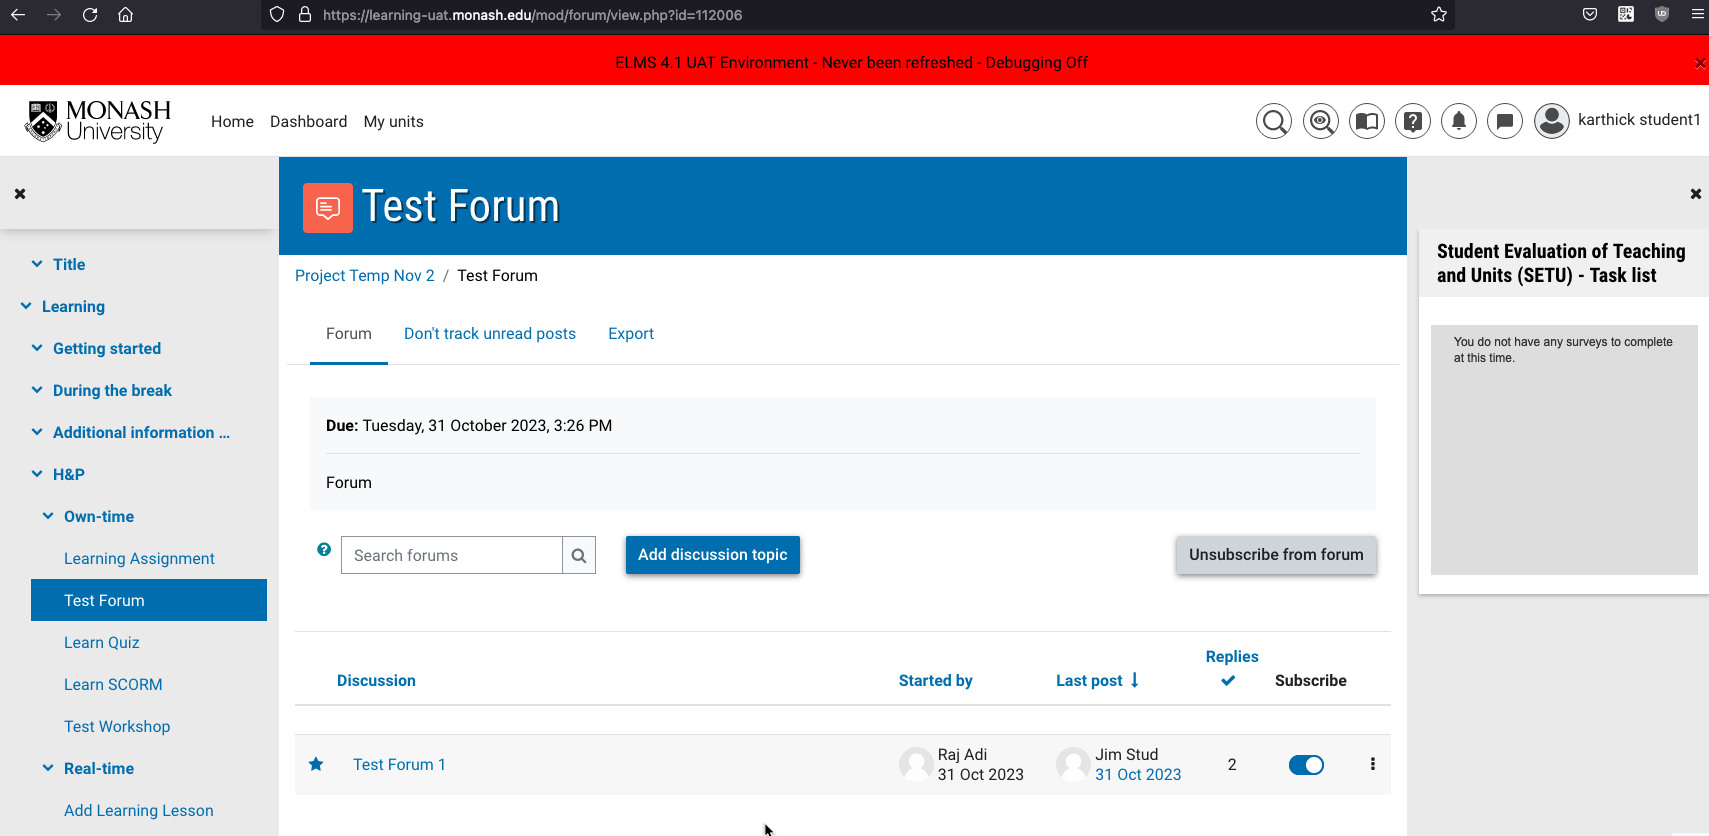 https://learning-uat.monash.edu/mod/forum/view.php?id=112006
ELMS 4.1 UAT Environment - Never been refreshed - Debugging Off
MONASH
University
Home
Dashboard
My units
karthick student1
Title
Learning
Getting started
During the break
Additional information ...
H&P
Own-time
Learning Assignment
Test Forum
Learn Quiz
Learn SCORM
Test Workshop
Real-time
Add Learning Lesson
Test Forum
Project Temp Nov 2 / Test Forum
Forum
Don't track unread posts
Export
Due: Tuesday, 31 October 2023, 3:26 PM
Forum
Search forums
Add discussion topic
Unsubscribe from forum
Discussion
Started by
Last post
Replies
Subscribe
Test Forum 1
Raj Adi
31 Oct 2023
Jim Stud
31 Oct 2023
2
Student Evaluation of Teaching
and Units (SETU) - Task list
You do not have any surveys to complete
at this time.